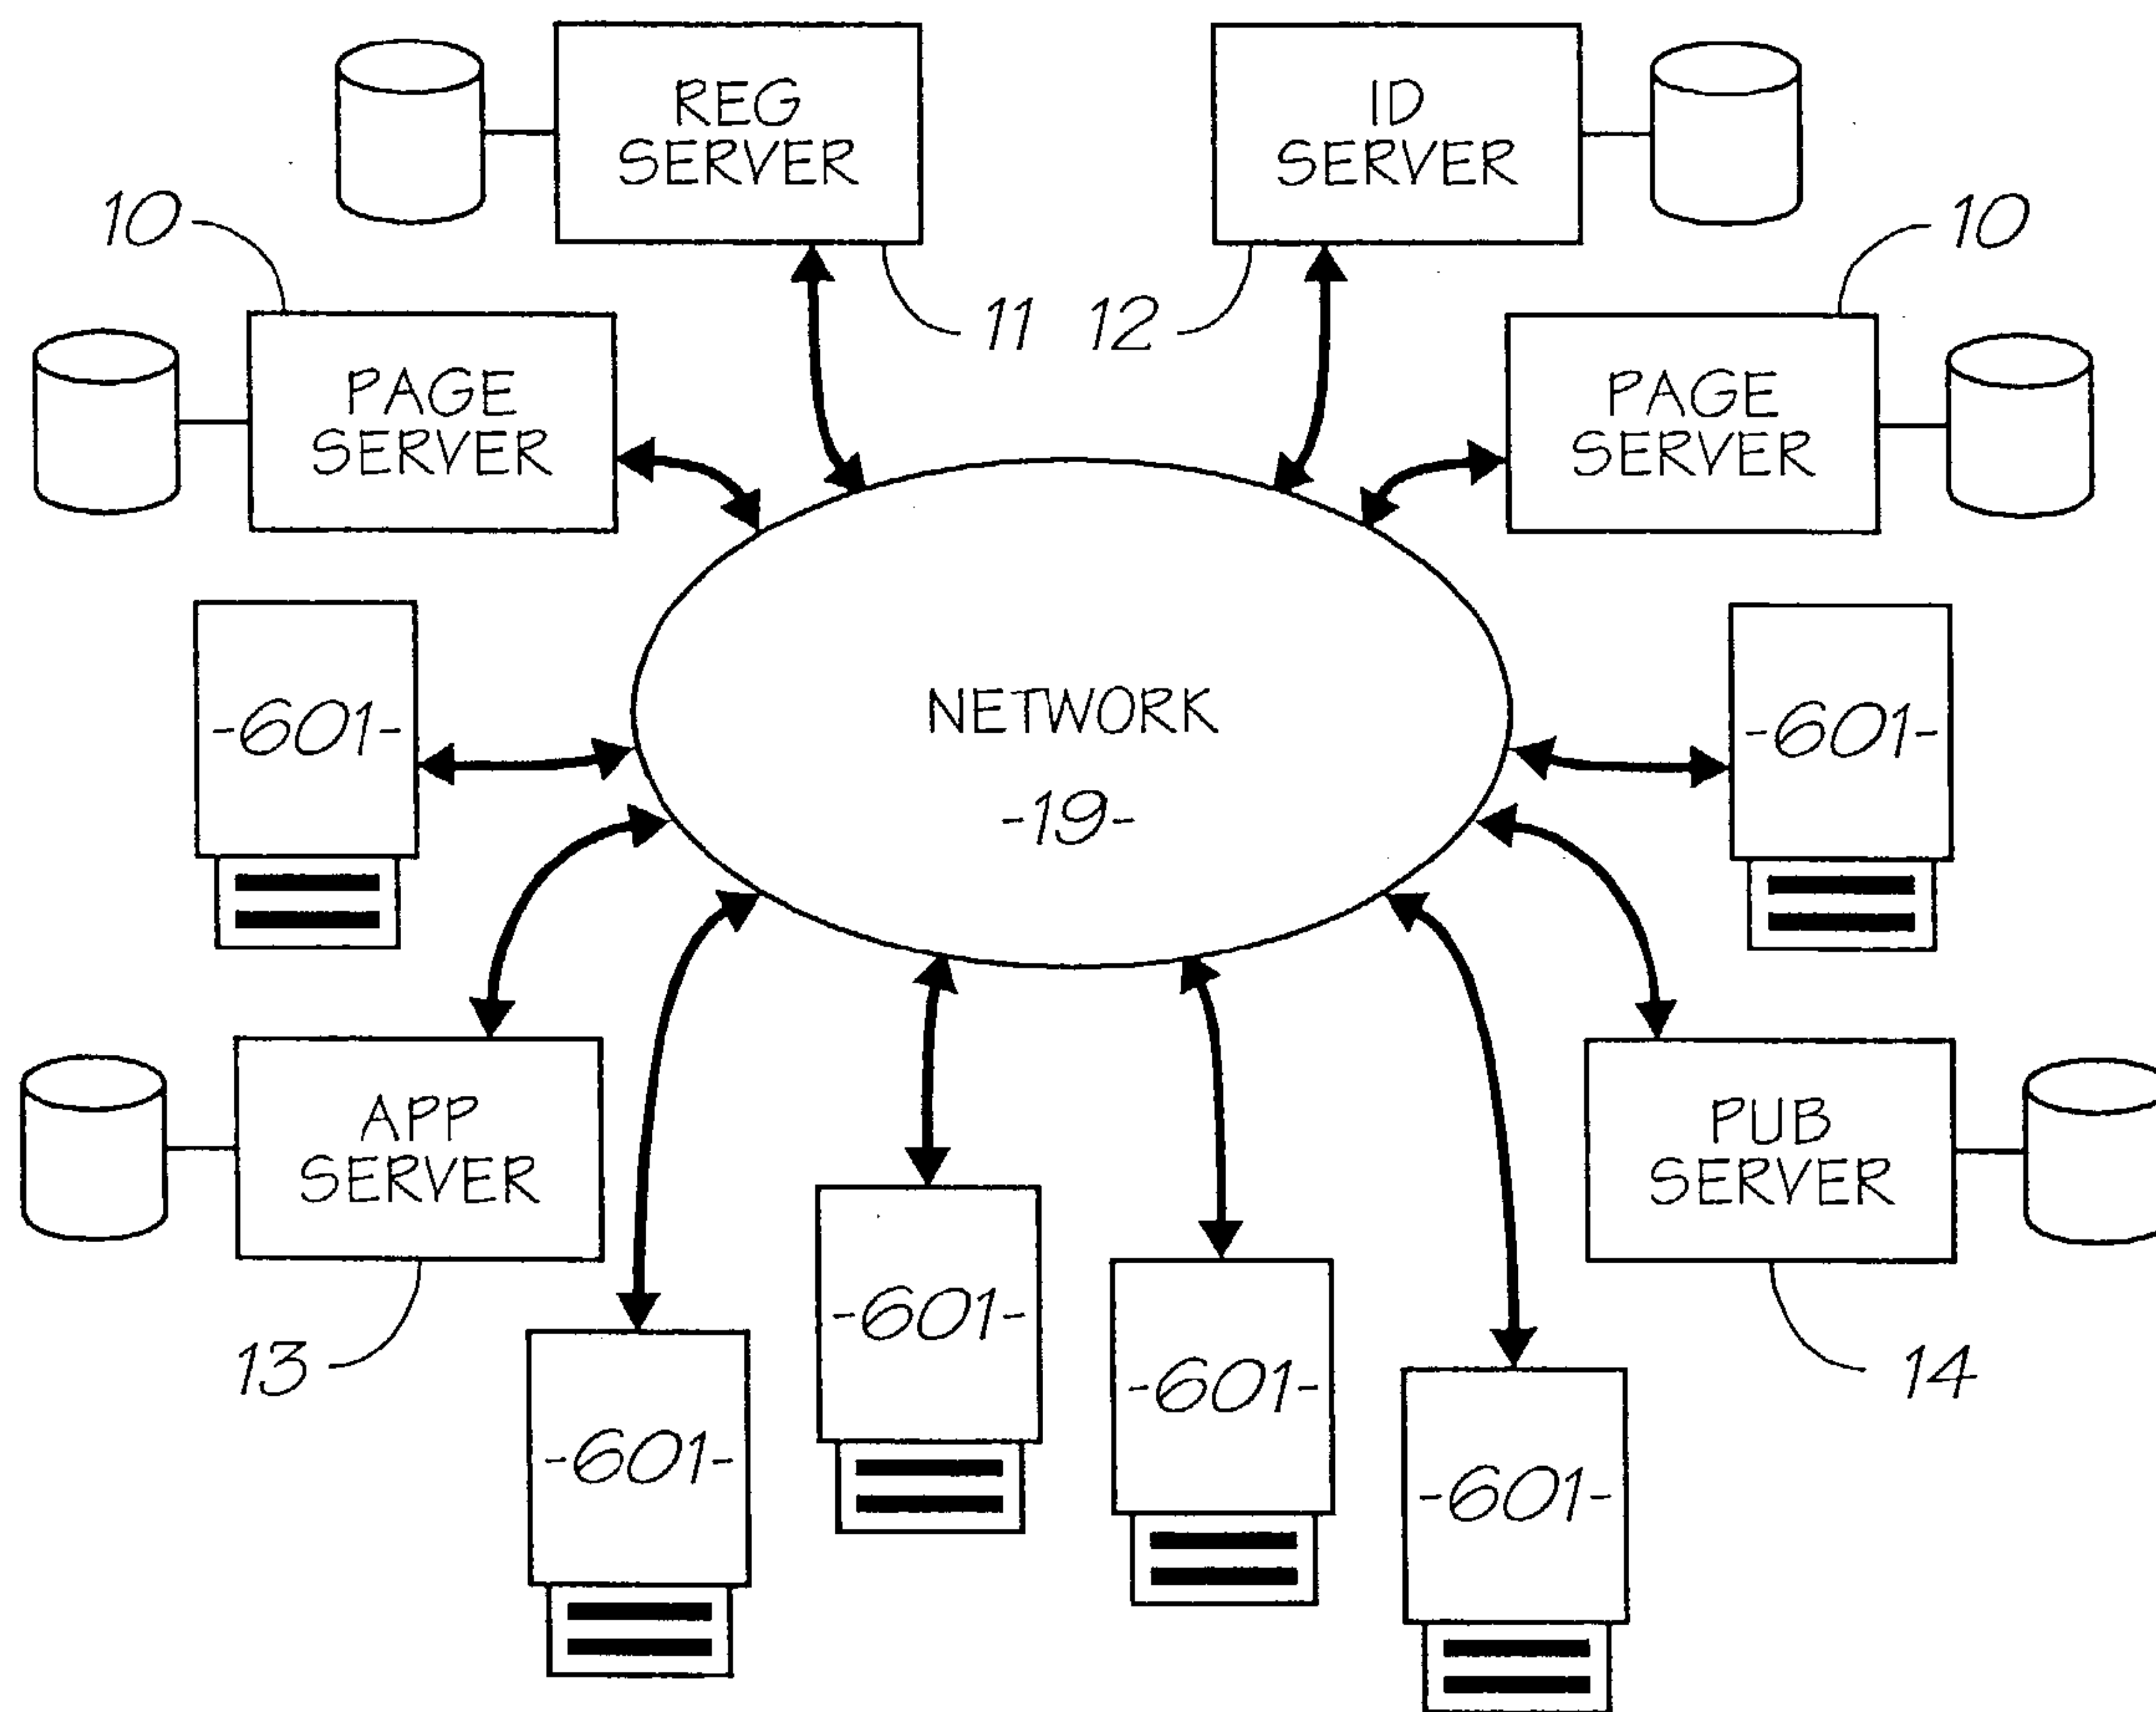 REG
SERVER
ID
SERVER
10
10
11
12
PAGE
SERVER
PAGE
SERVER
-601-
NETWORK
-19-
-601-
APP
SERVER
PUB
SERVER
-601-
-601-
13
14
-601-
-601-